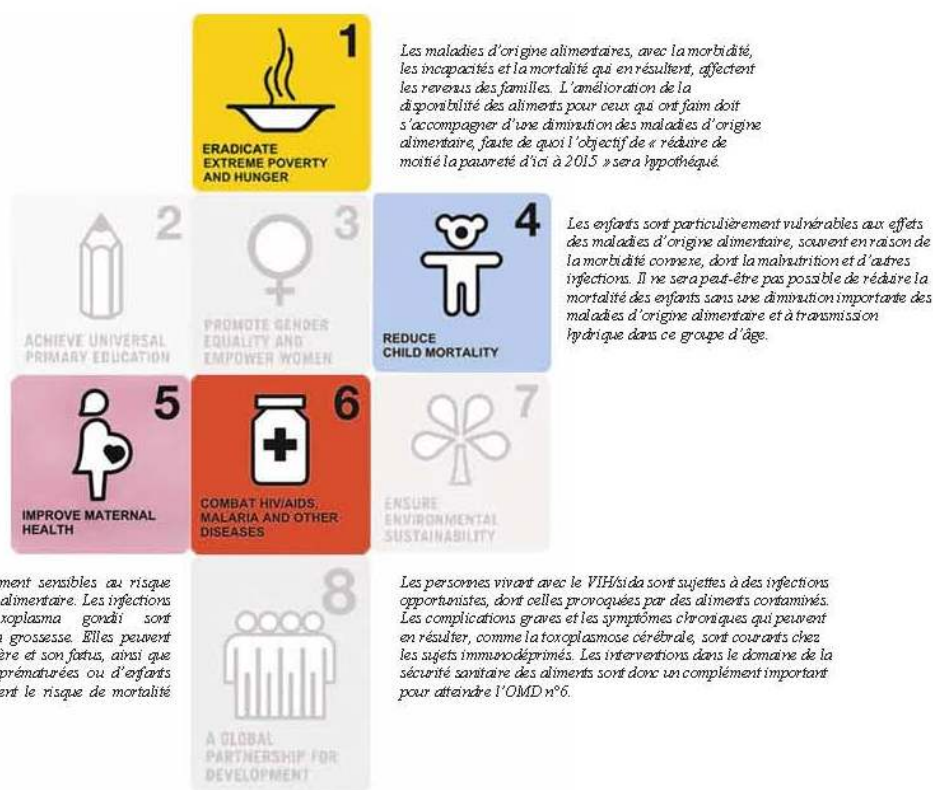 1
ERADICATE
EXTREME POVERTY
AND HUNGER
Les maladies d'origine alimentaires, avec la morbidité,
les incapacités et la mortalité qui en résultent, affectent
les revenus des familles. L'amélioration de la
disponibilité des aliments pour ceux qui ont faim doit
s'accompagner d'une diminution des maladies d'origine
alimentaire, faute de quoi l'objectif de « réduire de
moitié la pauvreté d'ici à 2015 » sera hypothéqué.
2
ACHIEVE UNIVERSAL
PRIMARY EDUCATION
3
PROMOTE GENDER
EQUALITY AND
EMPOWER WOMEN
4
REDUCE
CHILD MORTALITY
Les enfants sont particulièrement vulnérables aux effets
des maladies d'origine alimentaire, souvent en raison de
la morbidité connexe, dont la malnutrition et d'autres
infections. Il ne sera peut-être pas possible de réduire la
mortalité des enfants sans une diminution importante des
maladies d'origine alimentaire et à transmission
hydrique dans ce groupe d'âge.
5
IMPROVE MATERNAL
HEALTH
6
COMBAT HIV/AIDS,
MALARIA AND OTHER
DISEASES
7
ENSURE
ENVIRONMENTAL
SUSTAINABILITY
ment sensibles au risque
alimentaire. Les infections
xoplasma gondii sont
grossesse. Elles peuvent
ère et son fœtus, ainsi que
prématurées ou d'enfants
ent le risque de mortalité
8
A GLOBAL
PARTNERSHIP FOR
DEVELOPMENT
Les personnes vivant avec le VIH/sida sont sujettes à des infections
opportunistes, dont celles provoquées par des aliments contaminés.
Les complications graves et les symptômes chroniques qui peuvent
en résulter, comme la toxoplasmose cérébrale, sont courants chez
les sujets immunodéprimés. Les interventions dans le domaine de la
sécurité sanitaire des aliments sont donc un complément important
pour atteindre l'OMD n°6.